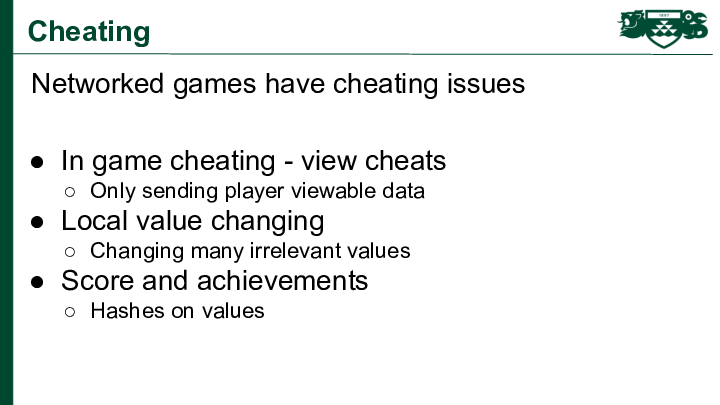 Cheating
Networked games have cheating issues
● In game cheating - view cheats
○ Only sending player viewable data
● Local value changing
○ Changing many irrelevant values
● Score and achievements
○ Hashes on values